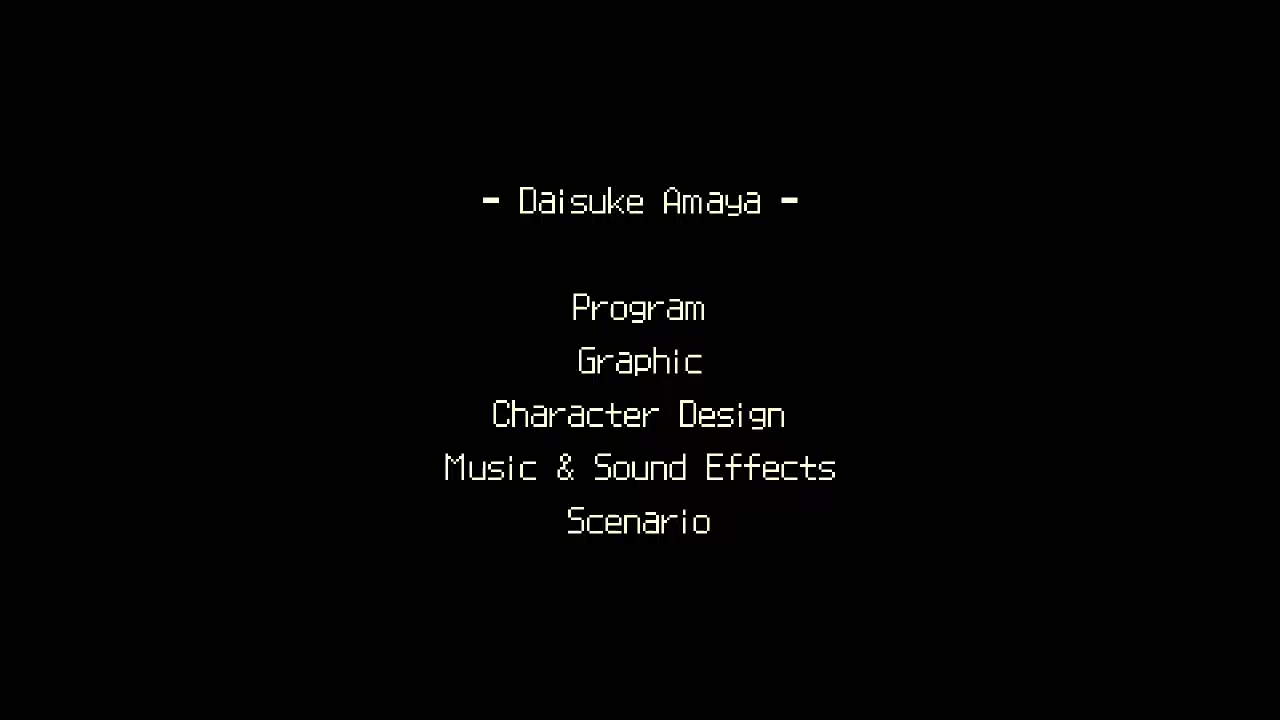 - Daisuke Amaya -
Program
Graphic
Character Design
Music & Sound Effects
Scenario